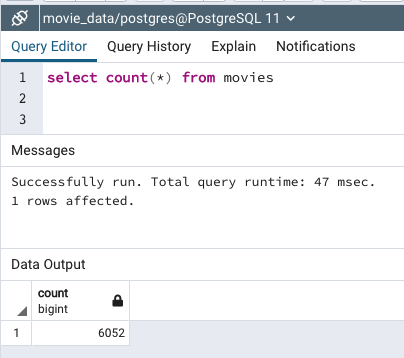 movie_data/postgres@PostgreSQL 11
Query Editor Query History Explain Notifications
1 select count(*) from movies
2
3
Messages
Successfully run. Total query runtime: 47 msec.
1 rows affected.
Data Output
count
bigint
1 6052